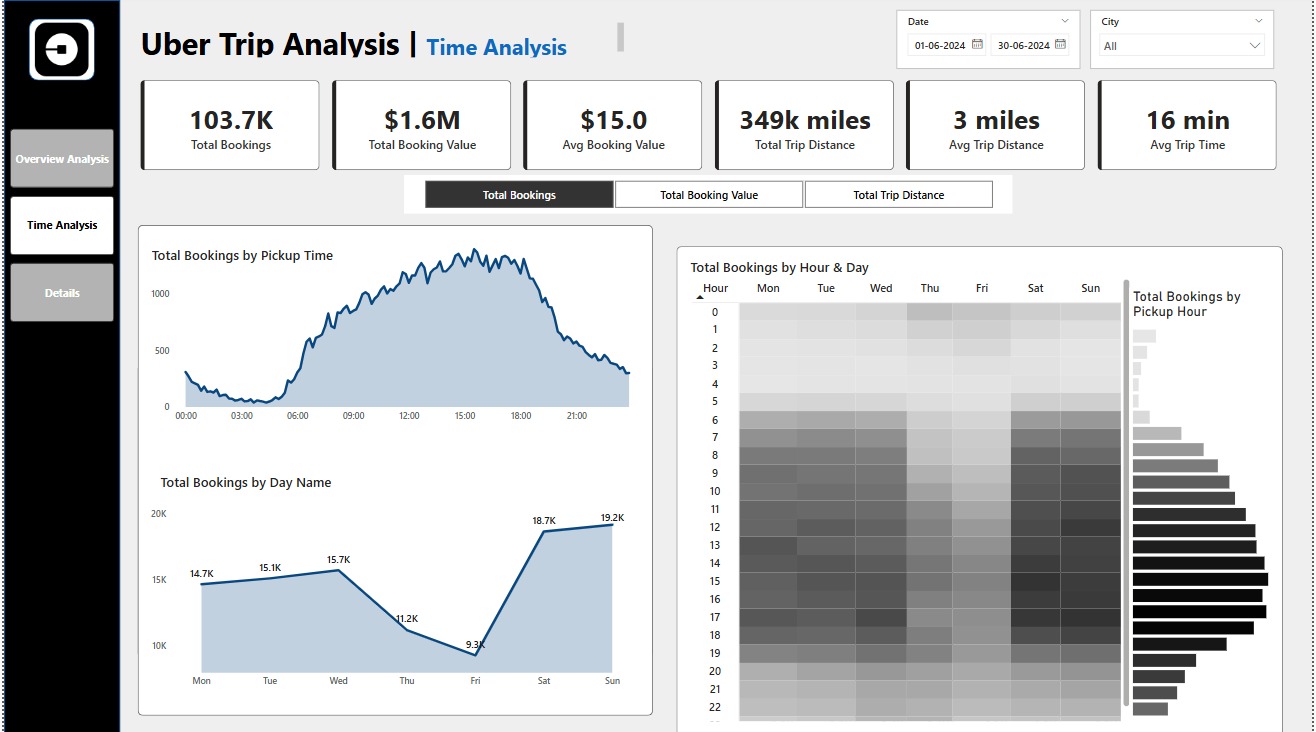 Uber Trip Analysis | Time Analysis
Date
01-06-2024 30-06-2024
City
All
103.7K
Total Bookings
$1.6M
Total Booking Value
$15.0
Avg Booking Value
349k miles
Total Trip Distance
3 miles
Avg Trip Distance
16 min
Avg Trip Time
Overview Analysis
Time Analysis
Details
Total Bookings Total Booking Value Total Trip Distance
Total Bookings by Pickup Time
1000
500
0
00:00 03:00 06:00 09:00 12:00 15:00 18:00 21:00
Total Bookings by Day Name
20K
15K
10K
14.7K 15.1K 15.7K 11.2K 9.3K 18.7K 19.2K
Mon Tue Wed Thu Fri Sat Sun
Total Bookings by Hour & Day
Hour Mon Tue Wed Thu Fri Sat Sun
0
1
2
3
4
5
6
7
8
9
10
11
12
13
14
15
16
17
18
19
20
21
22
Total Bookings by
Pickup Hour